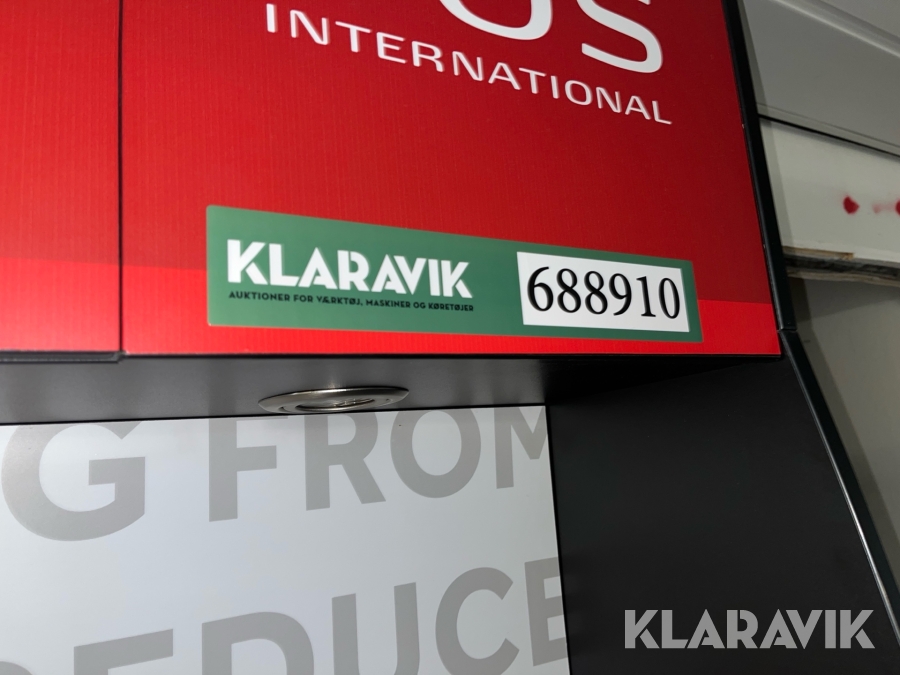 INTERNATIONAL
KLARAVIK
AUKTIONER FOR VÆRKTØJ, MASKINER OG KØRETØJER
688910
FROM
KLARAVIK